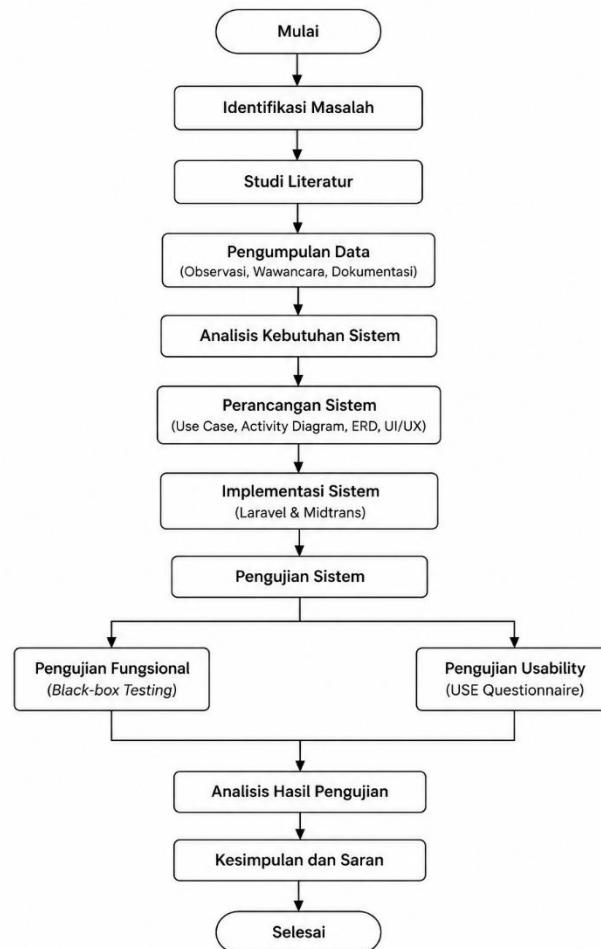 Mulai
Identifikasi Masalah
Studi Literatur
Pengumpulan Data
(Observasi, Wawancara, Dokumentasi)
Analisis Kebutuhan Sistem
Perancangan Sistem
(Use Case, Activity Diagram, ERD, UI/UX)
Implementasi Sistem
(Laravel & Midtrans)
Pengujian Sistem
Pengujian Fungsional
(Black-box Testing)
Pengujian Usability
(USE Questionnaire)
Analisis Hasil Pengujian
Kesimpulan dan Saran
Selesai